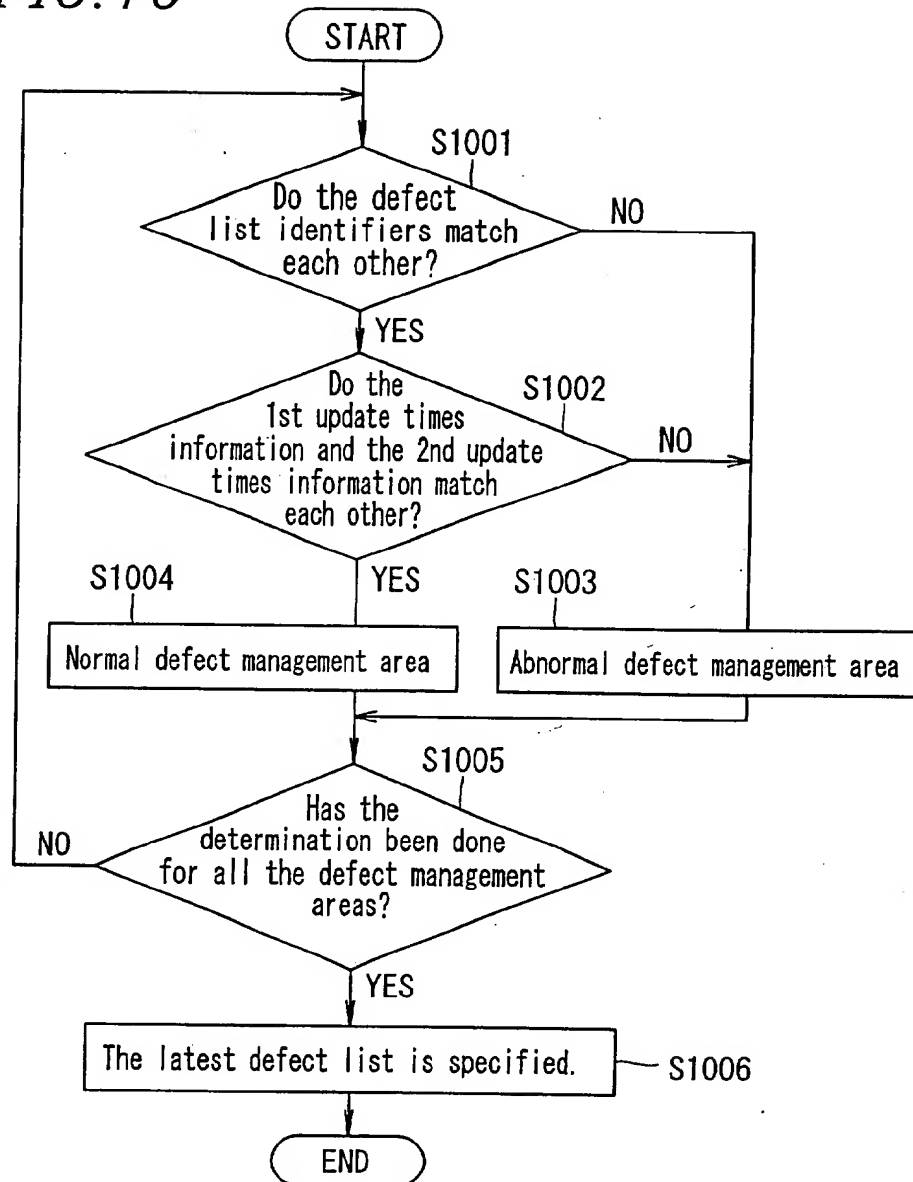 START
S1001
Do the defect
list identifiers match
each other?
NO
YES
S1002
Do the
1st update times
information and the 2nd update
times information match
each other?
NO
YES
S1004
S1003
Normal defect management area
Abnormal defect management area
S1005
Has the
determination been done
for all the defect management
areas?
NO
YES
The latest defect list is specified.
S1006
END